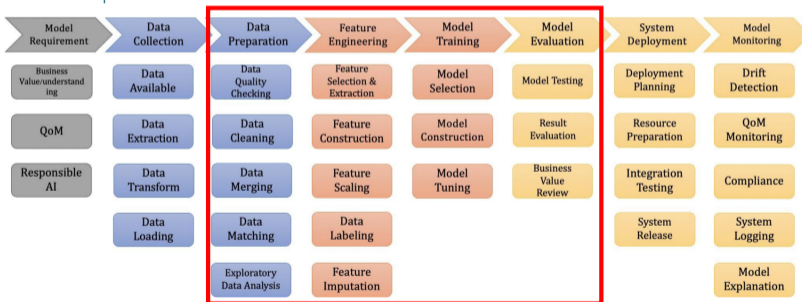 Model
Requirement
Data
Collection
Data
Preparation
Feature
Engineering
Model
Training
Model
Evaluation
System
Deployment
Model
Monitoring
Business
Value/understand
ing
Data
Available
Data
Quality
Checking
Feature
Selection &
Extraction
Model
Selection
Model Testing
Deployment
Planning
Drift
Detection
QoM
Data
Extraction
Data
Cleaning
Feature
Construction
Model
Construction
Result
Evaluation
Resource
Preparation
QoM
Monitoring
Responsible
AI
Data
Transform
Data
Merging
Feature
Scaling
Model
Tuning
Business
Value
Review
Integration
Testing
Compliance
Data
Loading
Data
Matching
Data
Labeling
System
Release
System
Logging
Exploratory
Data Analysis
Feature
Imputation
Model
Explanation